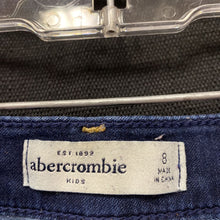 EST 1892
abercrombie
KIDS
8
MADE
IN CHINA